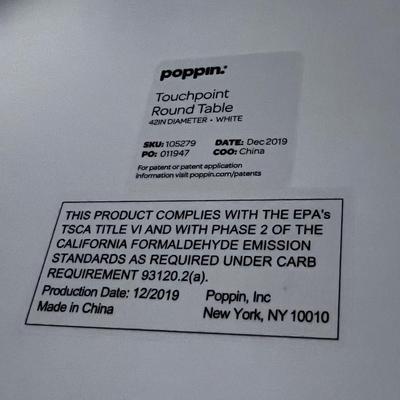 poppin.
Touchpoint
Round Table
42IN DIAMETER • WHITE
SKU: 105279 DATE: Dec 2019
PO: 011947 COO: China
For patent or patent application
information visit poppin.com/patents
THIS PRODUCT COMPLIES WITH THE EPA's
TSCA TITLE VI AND WITH PHASE 2 OF THE
CALIFORNIA FORMALDEHYDE EMISSION
STANDARDS AS REQUIRED UNDER CARB
REQUIREMENT 93120.2(a).
Production Date: 12/2019 Poppin, Inc
Made in China New York, NY 10010